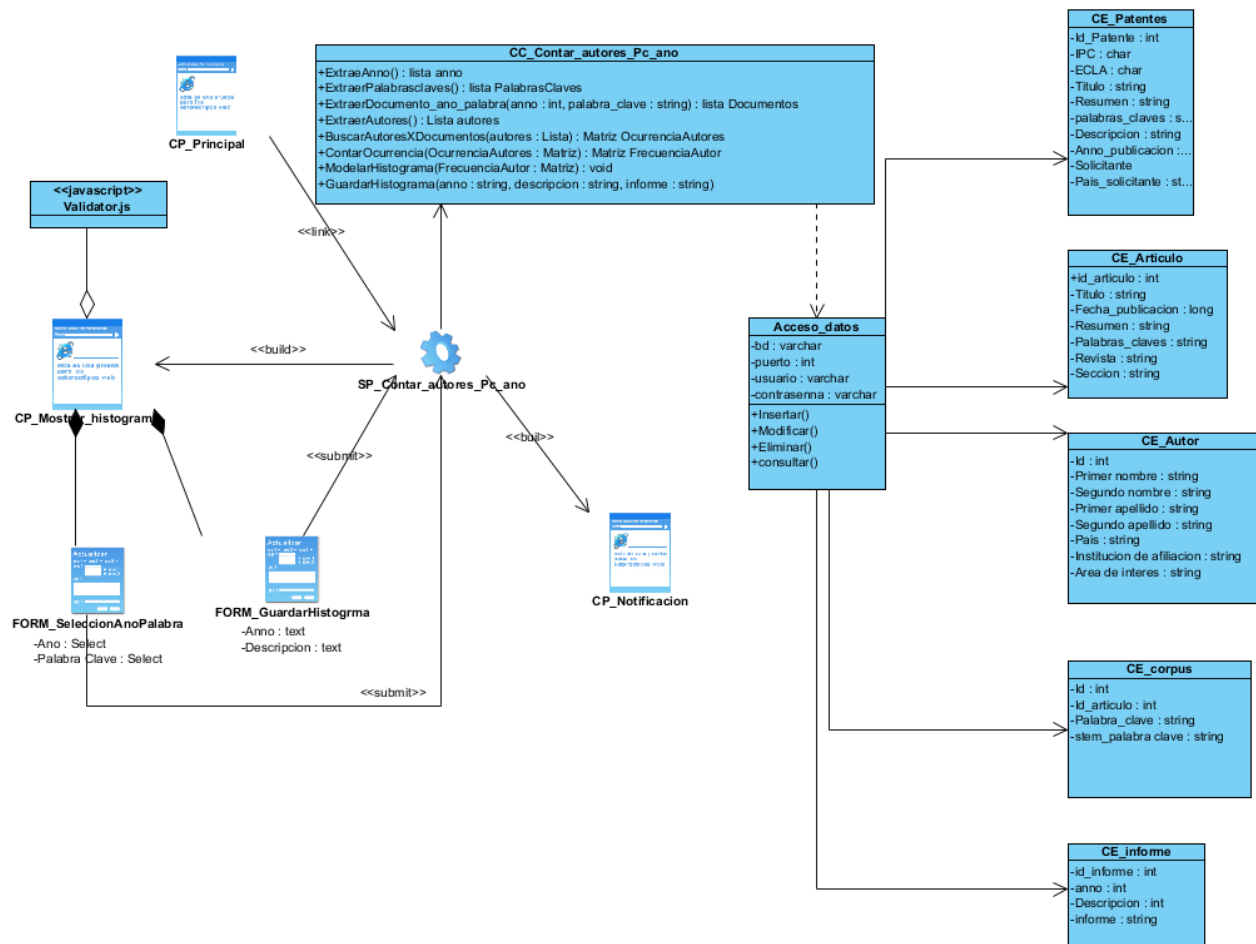 CP_Principal
CC_Contar_autores_Pc_ano
+ExtraeAnno() : lista anno
+ExtraerPalabrasclaves() : lista PalabrasClaves
+ExtraerDocumento_ano_palabra(anno : int, palabra_clave : string) : lista Documentos
+ExtraerAutores() : Lista autores
+BuscarAutoresXDocumentos(autores : Lista) : Matriz OcurrenciaAutores
+ContarOcurrencia(OcurrenciaAutores : Matriz) : Matriz FrecuenciaAutor
+ModelarHistograma(FrecuenciaAutor : Matriz) : void
+GuardarHistograma(anno : string, descripcion : string, informe : string)
<<javascript>>
Validator.js
<<link>>
<<build>>
SP_Contar_autores_Pc_ano
CP_Mostrar_histograma
<<submit>>
<<buil>>
CP_Notificacion
FORM_SeleccionAnoPalabra
-Ano : Select
-Palabra Clave : Select
FORM_GuardarHistogrma
-Anno : text
-Descripcion : text
<<submit>>
Acceso_datos
-bd : varchar
-puerto : int
-usuario : varchar
-contrasenna : varchar
+Insertar()
+Modificar()
+Eliminar()
+consultar()
CE_Patentes
-Id_Patente : int
-IPC : char
-ECLA : char
-Titulo : string
-Resumen : string
-palabras_claves : s...
-Descripcion : string
-Anno_publicacion :...
-Solicitante
-Pais_solicitante : st...
CE_Articulo
+id_articulo : int
-Titulo : string
-Fecha_publicacion : long
-Resumen : string
-Palabras_claves : string
-Revista : string
-Seccion : string
CE_Autor
-Id : int
-Primer nombre : string
-Segundo nombre : string
-Primer apellido : string
-Segundo apellido : string
-Pais : string
-Institucion de afiliacion : string
-Area de interes : string
CE_corpus
-Id : int
-Id_articulo : int
-Palabra_clave : string
-stem_palabra clave : string
CE_informe
-id_informe : int
-anno : int
-Descripcion : int
-informe : string